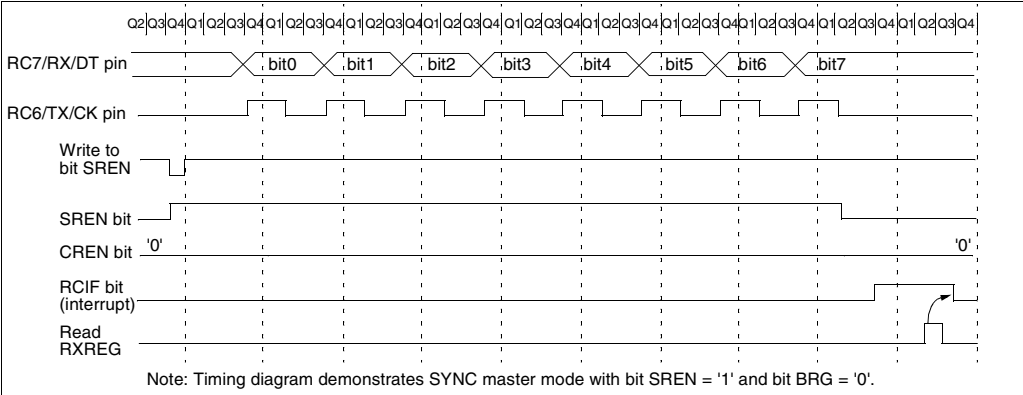 Q2 Q3 Q4 Q1 Q2 Q3 Q4 Q1 Q2 Q3 Q4 Q1 Q2 Q3 Q4 Q1 Q2 Q3 Q4 Q1 Q2 Q3 Q4 Q1 Q2 Q3 Q4 Q1 Q2 Q3 Q4 Q1 Q2 Q3 Q4 Q1 Q2 Q3 Q4 Q1 Q2 Q3 Q4
RC7/RX/DT pin bit0 bit1 bit2 bit3 bit4 bit5 bit6 bit7
RC6/TX/CK pin
Write to
bit SREN
SREN bit
CREN bit '0' '0'
RCIF bit
(interrupt)
Read
RXREG
Note: Timing diagram demonstrates SYNC master mode with bit SREN = '1' and bit BRG = '0'.